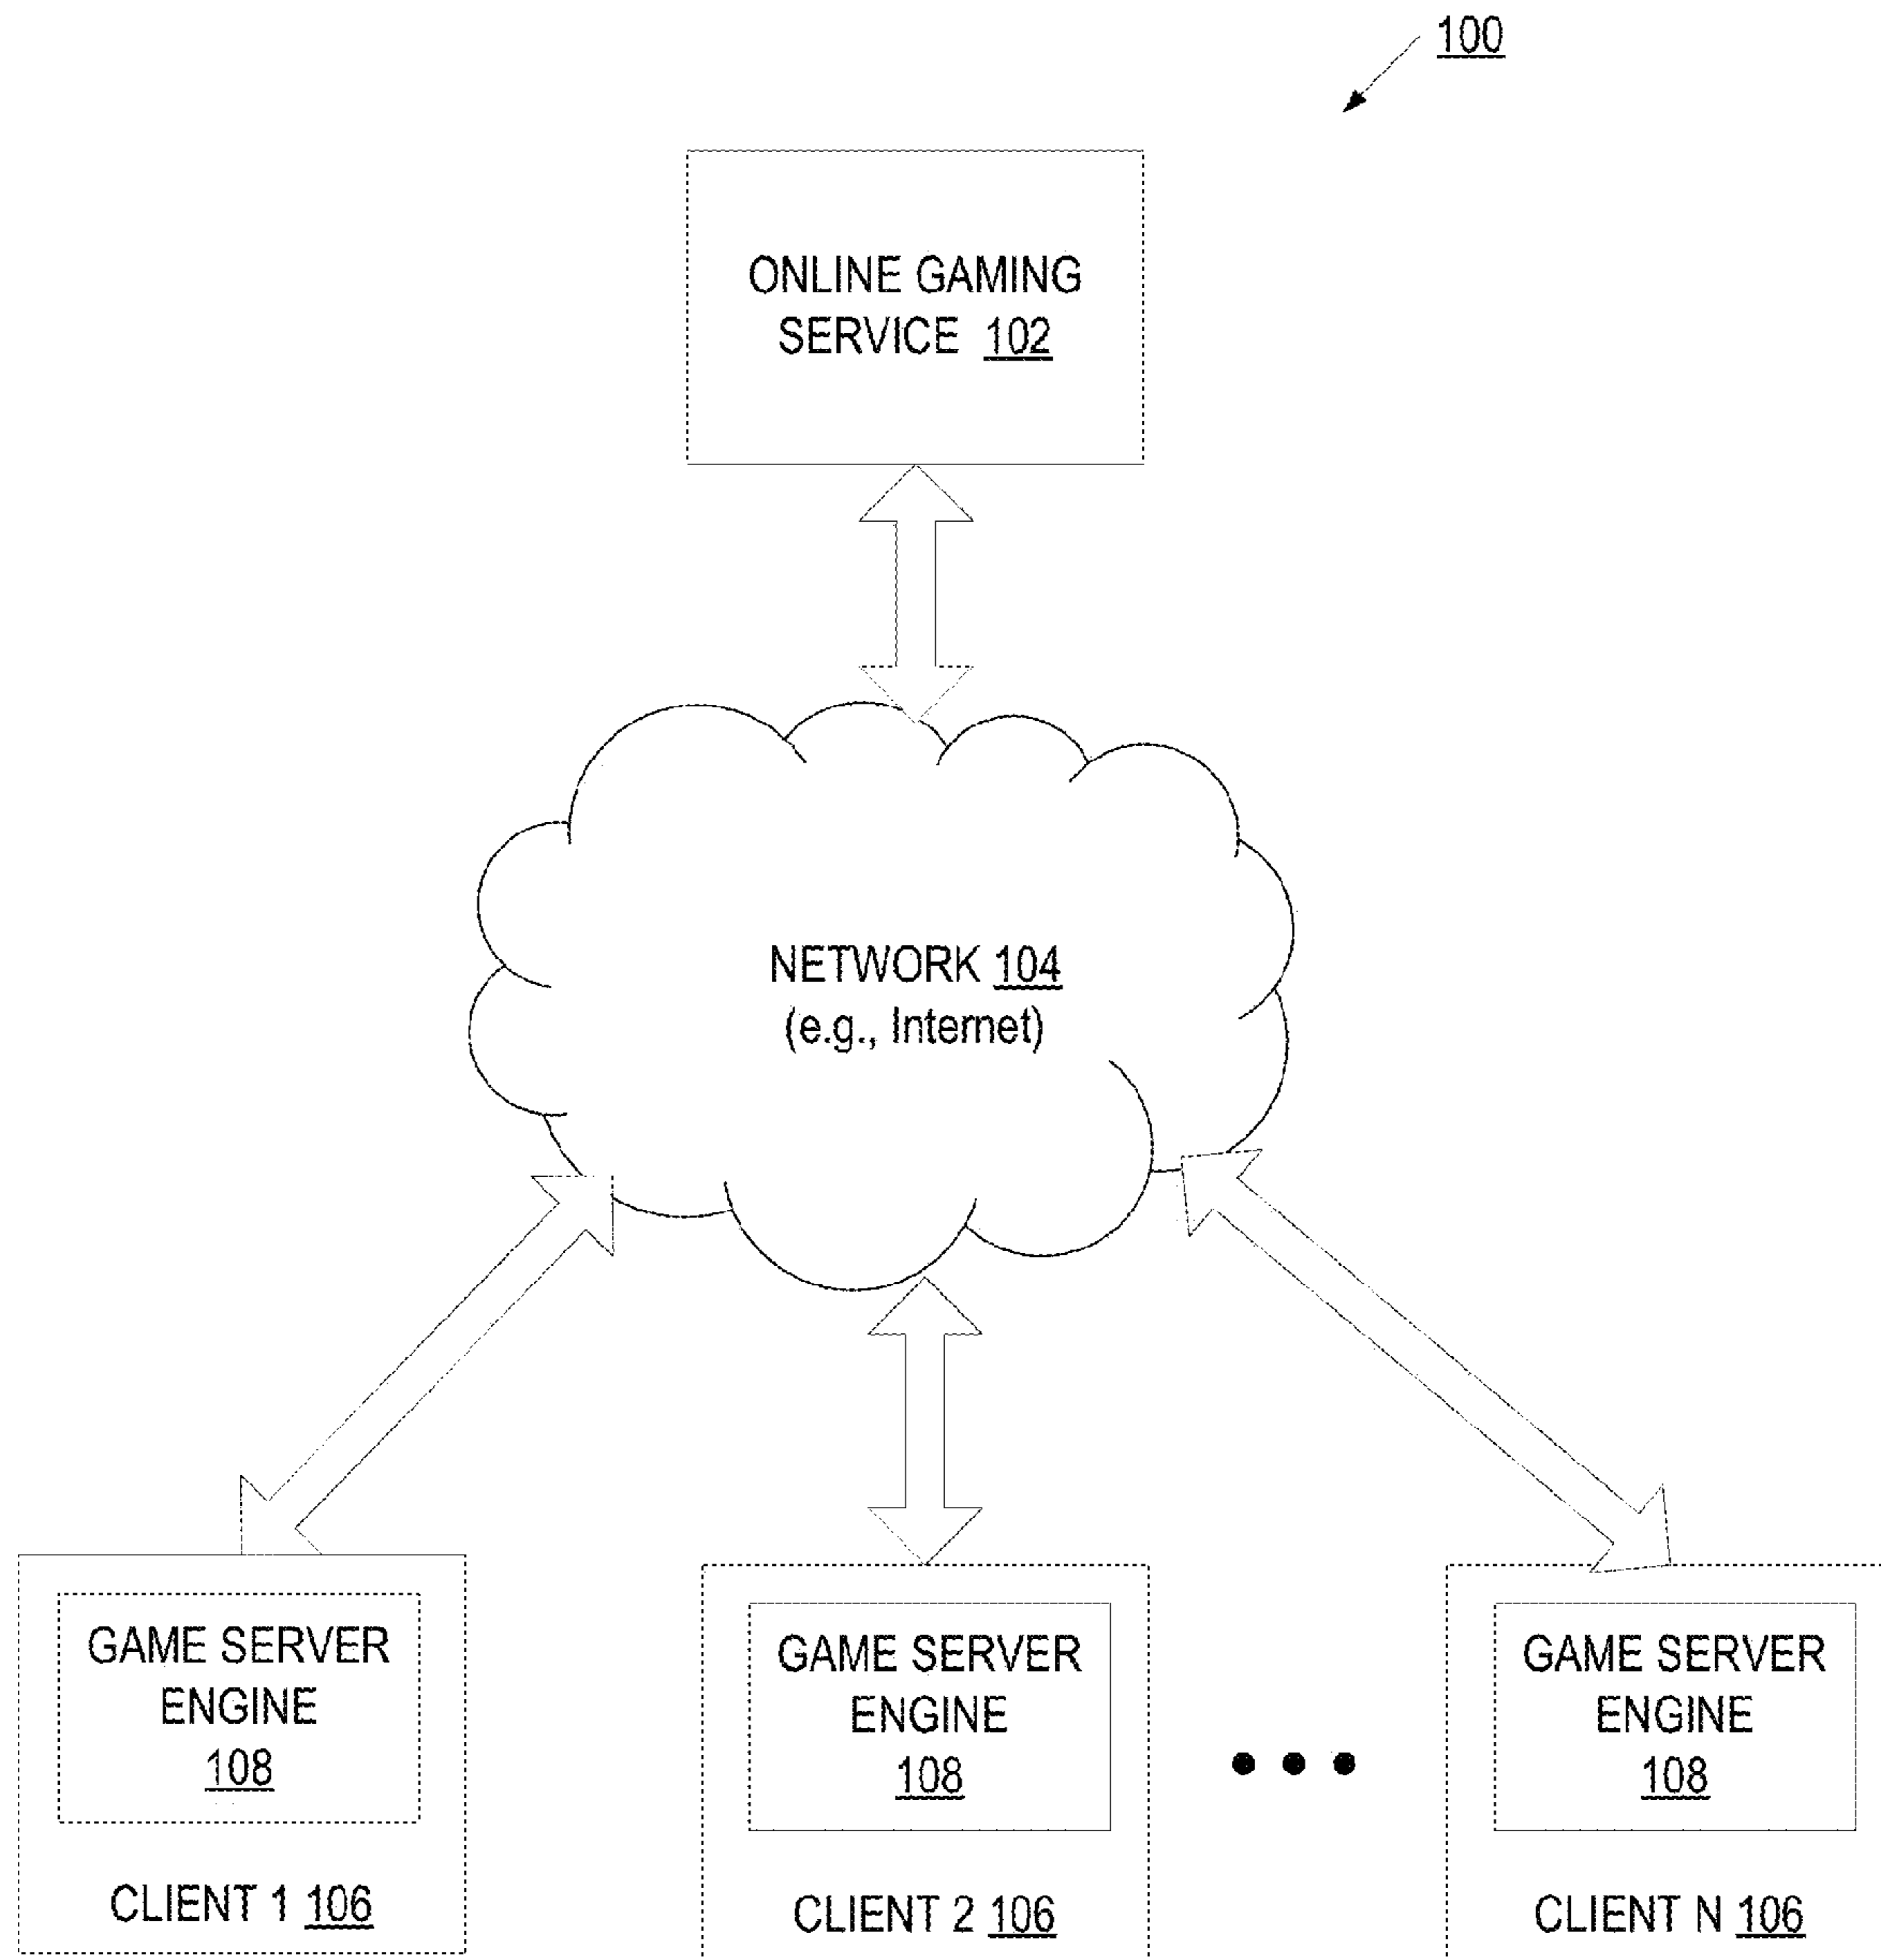 100
ONLINE GAMING
SERVICE 102
NETWORK 104
(e.g., Internet)
GAME SERVER
ENGINE
108
CLIENT 1 106
GAME SERVER
ENGINE
108
CLIENT 2 106
GAME SERVER
ENGINE
108
CLIENT N 106